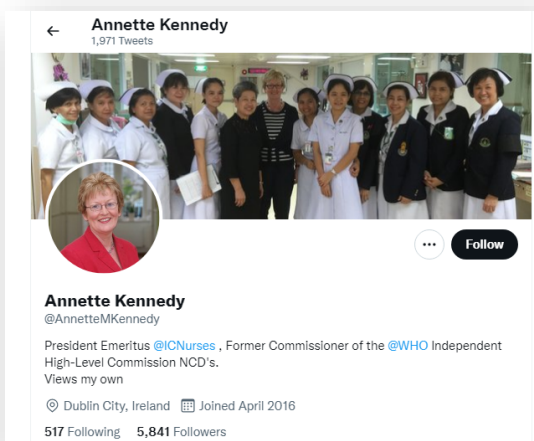 Annette Kennedy
1,971 Tweets
Follow
Annette Kennedy
@AnnetteMKennedy
President Emeritus @ICNurses , Former Commissioner of the @WHO Independent
High-Level Commission NCD's.
Views my own
Dublin City, Ireland Joined April 2016
517 Following 5,841 Followers